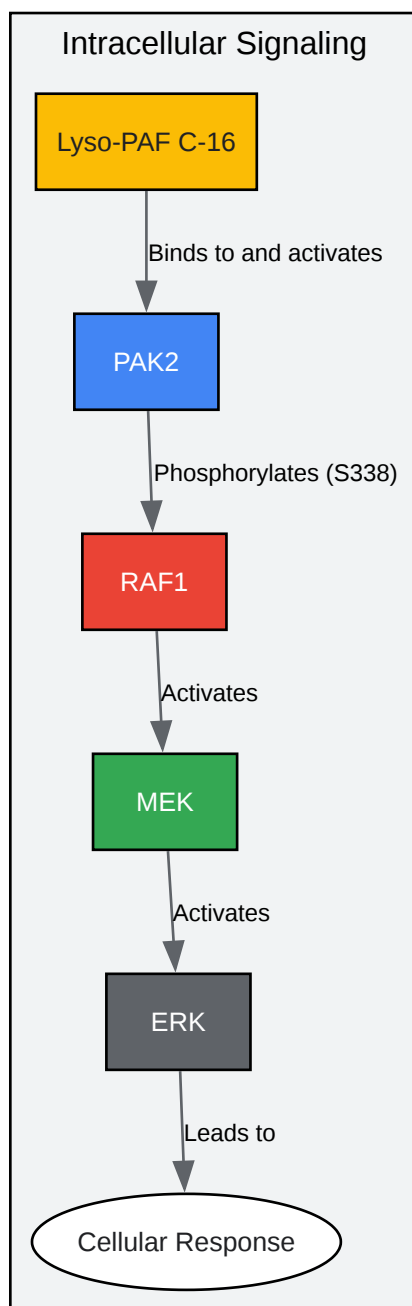 Intracellular Signaling
Lyso-PAF C-16
Binds to and activates
PAK2
Phosphorylates (S338)
RAF1
Activates
MEK
Activates
ERK
Leads to
Cellular Response